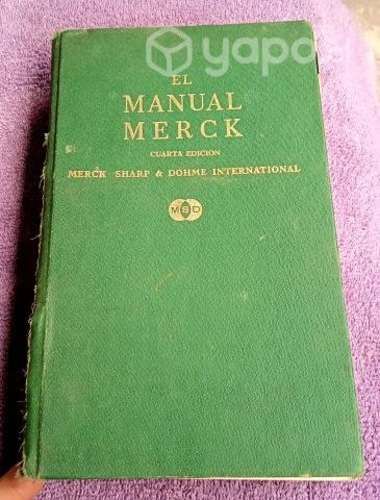 yapo
EL
MANUAL
MERCK
CUARTA EDICION
MERCK SHARP & DOHME INTERNATIONAL
MSD